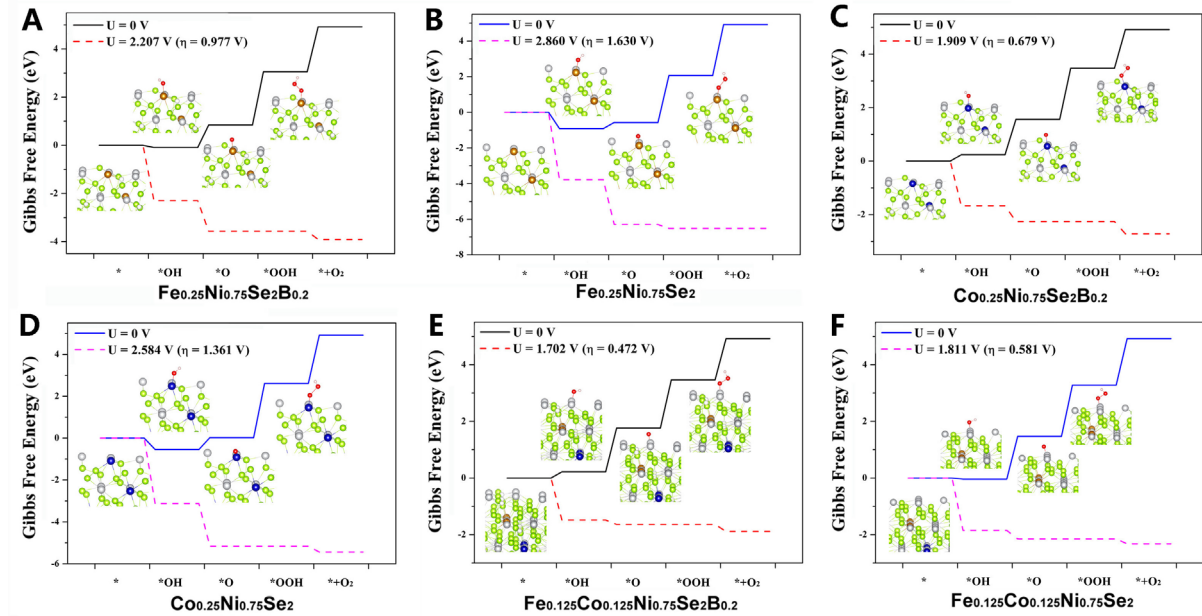 A
U = 0 V
U = 2.207 V (η = 0.977 V)
Gibbs Free Energy (eV)
4
2
0
-2
-4
* *OH *O *OOH *+O₂
Fe₀.₂₅Ni₀.₇₅Se₂B₀.₂
B
U = 0 V
U = 2.860 V (η = 1.630 V)
Gibbs Free Energy (eV)
4
2
0
-2
-4
-6
-8
* *OH *O *OOH *+O₂
Fe₀.₂₅Ni₀.₇₅Se₂
C
U = 0 V
U = 1.909 V (η = 0.679 V)
Gibbs Free Energy (eV)
4
2
0
-2
* *OH *O *OOH *+O₂
Co₀.₂₅Ni₀.₇₅Se₂B₀.₂
D
U = 0 V
U = 2.584 V (η = 1.361 V)
Gibbs Free Energy (eV)
4
2
0
-2
-4
-6
* *OH *O *OOH *+O₂
Co₀.₂₅Ni₀.₇₅Se₂
E
U = 0 V
U = 1.702 V (η = 0.472 V)
Gibbs Free Energy (eV)
4
2
0
-2
* *OH *O *OOH *+O₂
Fe₀.₁₂₅Co₀.₁₂₅Ni₀.₇₅Se₂B₀.₂
F
U = 0 V
U = 1.811 V (η = 0.581 V)
Gibbs Free Energy (eV)
4
2
0
-2
* *OH *O *OOH *+O₂
Fe₀.₁₂₅Co₀.₁₂₅Ni₀.₇₅Se₂